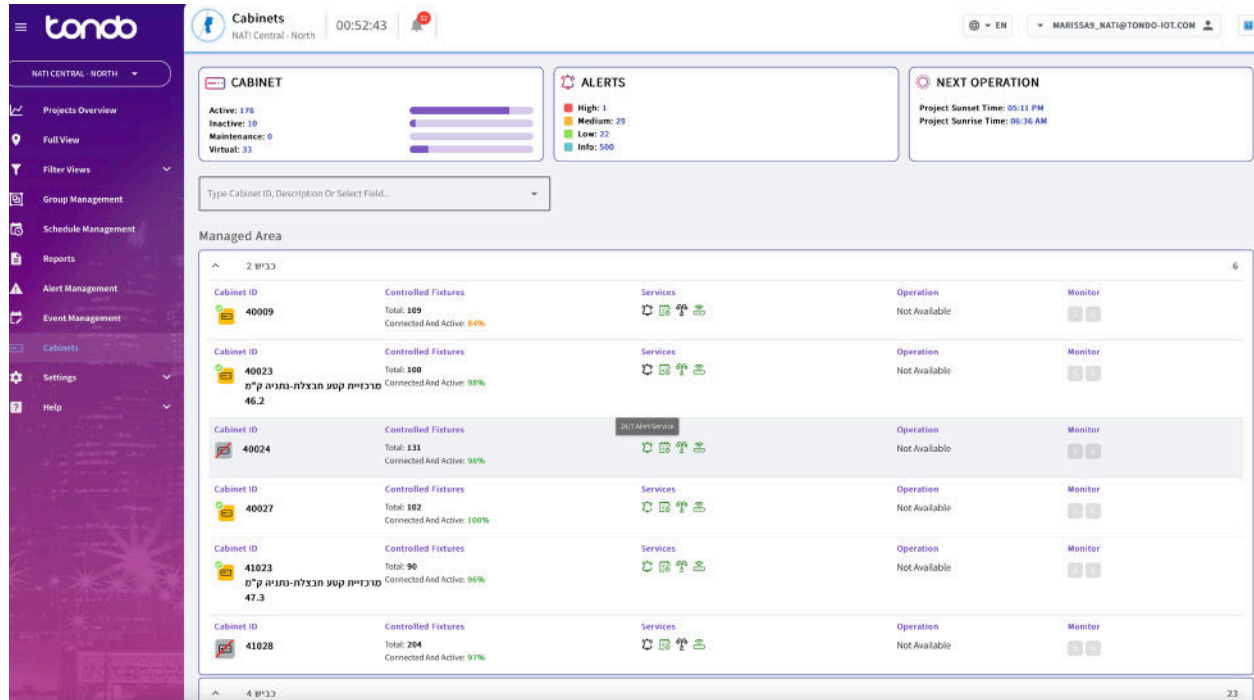 tondo
Cabinets
NATI Central - North
00:52:43
52
EN
MARISSAS_NATI@TONDO-IOT.COM
NATI CENTRAL - NORTH
Projects Overview
Full View
Filter Views
Group Management
Schedule Management
Reports
Alert Management
Event Management
Cabinets
Settings
Help
CABINET
Active: 176
Inactive: 10
Maintenance: 0
Virtual: 33
ALERTS
High: 1
Medium: 29
Low: 22
Info: 500
NEXT OPERATION
Project Sunset Time: 05:11 PM
Project Sunrise Time: 06:36 AM
Type Cabinet ID, Description Or Select Field...
Managed Area
כביש 2
6
Cabinet ID Controlled Fixtures Services Operation Monitor
40009 Total: 109 Not Available
Connected And Active: 84%
Cabinet ID Controlled Fixtures Services Operation Monitor
40023 Total: 100 Not Available
מרכזיית קטע חבצלת-נתניה ק"מ Connected And Active: 98%
46.2
24/7 Alert Service
Cabinet ID Controlled Fixtures Services Operation Monitor
40024 Total: 131 Not Available
Connected And Active: 98%
Cabinet ID Controlled Fixtures Services Operation Monitor
40027 Total: 102 Not Available
Connected And Active: 100%
Cabinet ID Controlled Fixtures Services Operation Monitor
41023 Total: 90 Not Available
מרכזיית קטע חבצלת-נתניה ק"מ Connected And Active: 96%
47.3
Cabinet ID Controlled Fixtures Services Operation Monitor
41028 Total: 204 Not Available
Connected And Active: 97%
כביש 4
23